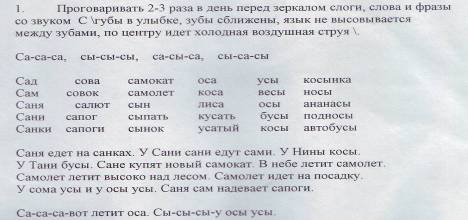 1. Проговаривать 2-3 раза в день перед зеркалом слоги, слова и фразы
со звуком С \губы в улыбке, зубы сближены, язык не высовывается
между зубами, по центру идет холодная воздушная струя \.
Са-са-са, сы-сы-сы, са-сы-са, сы-са-сы
Сад сова самокат оса усы косынка
Сам совок самолет коса весы носы
Саня салют сын лиса осы ананасы
Сани сапог сыпать кусать бусы подносы
Санки сапоги сынок усатый косы автобусы
Саня едет на санках. У Сани сани едут сами. У Нины косы.
У Тани бусы. Сане купят новый самокат. В небе летит самолет.
Самолет летит высоко над лесом. Самолет идет на посадку.
У сома усы и у осы усы. Саня сам надевает сапоги.
Са-са-са-вот летит оса. Сы-сы-сы-у осы усы.